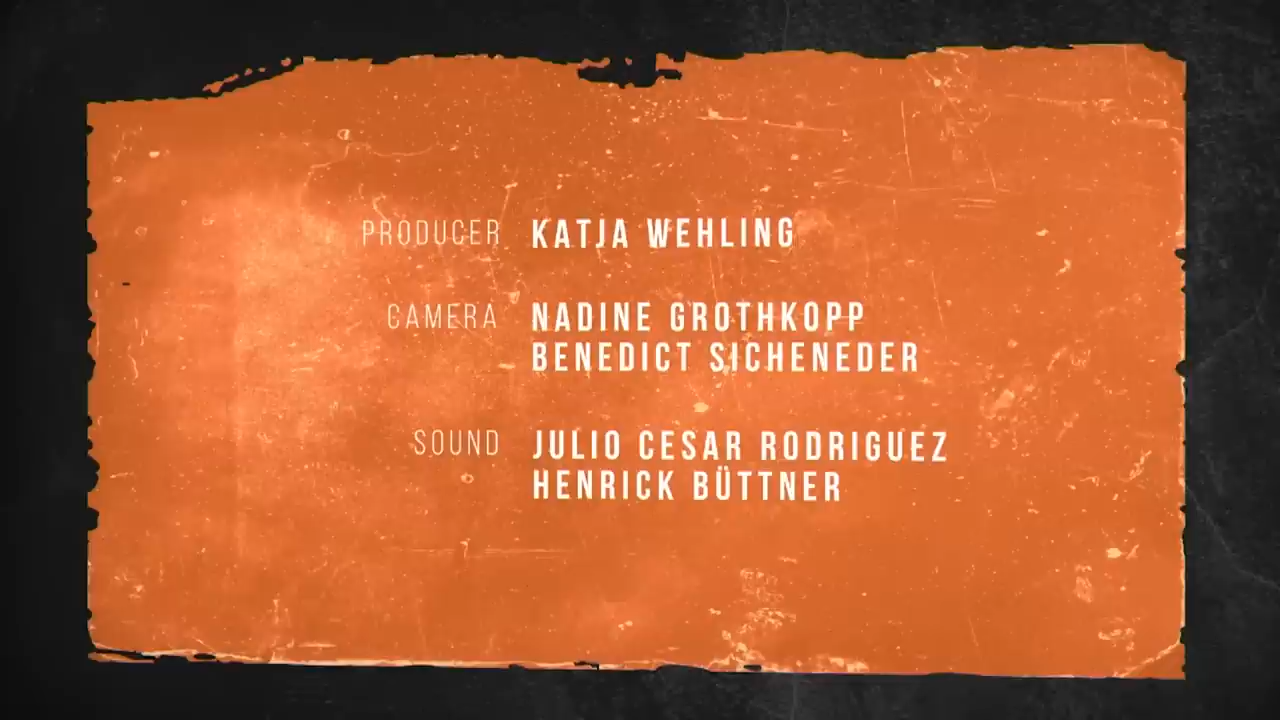 PRODUCER KATJA WEHLING
CAMERA NADINE GROTHKOPP
BENEDICT SICHENEDER
SOUND JULIO CESAR RODRIGUEZ
HENRICK BÜTTNER